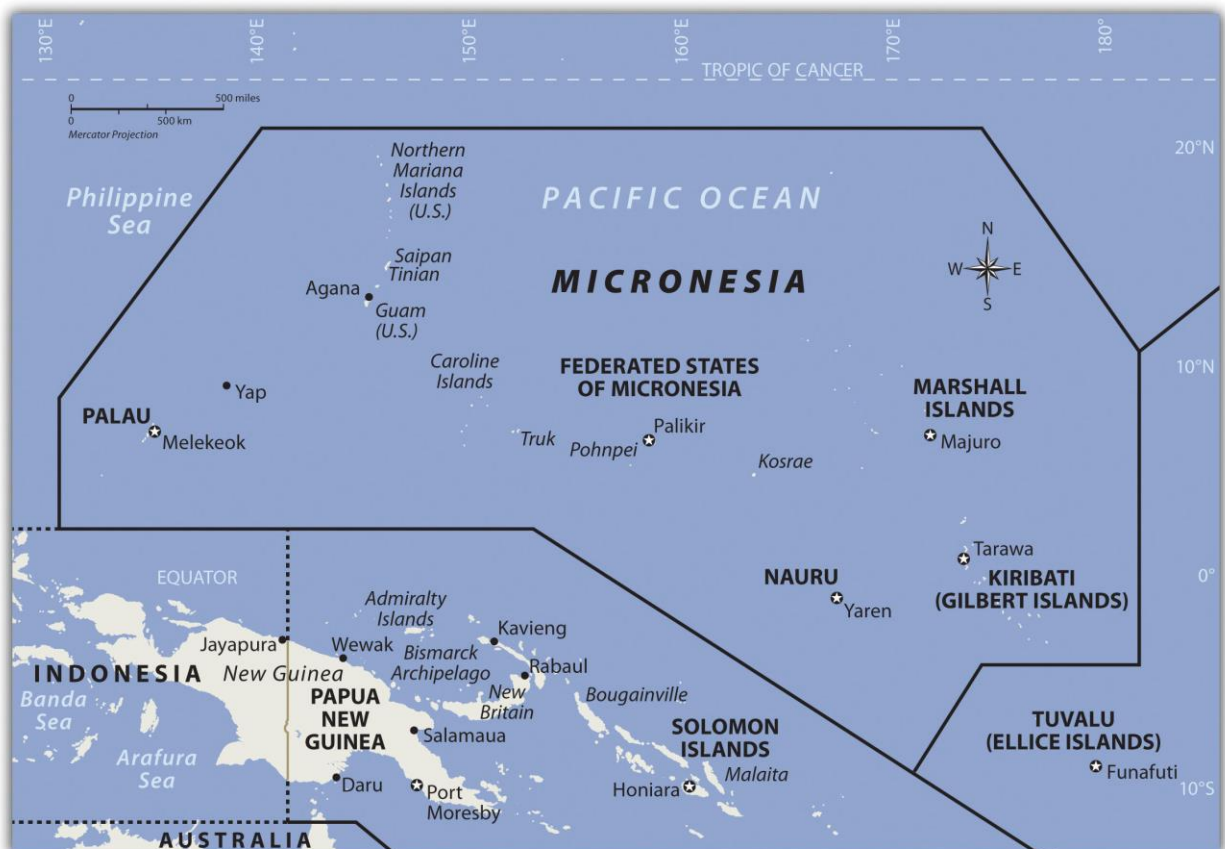 130°E
140°E
150°E
160°E
170°E
180°
TROPIC OF CANCER
0
500 miles
0
500 km
Mercator Projection
20°N
Northern
Mariana
Islands
(U.S.)
PACIFIC OCEAN
Philippine
Sea
N
W
E
S
Saipan
Tinian
MICRONESIA
Agana
Guam
(U.S.)
Caroline
Islands
FEDERATED STATES
OF MICRONESIA
10°N
MARSHALL
ISLANDS
Yap
PALAU
Melekeok
Truk
Palikir
Pohnpei
Majuro
Kosrae
Tarawa
EQUATOR
NAURU
KIRIBATI
(GILBERT ISLANDS)
0°
Yaren
Admiralty
Islands
Kavieng
Jayapura
Wewak
Bismarck
Archipelago
INDONESIA
New Guinea
Rabaul
Banda
Sea
PAPUA
NEW
GUINEA
New
Britain
Bougainville
SOLOMON
ISLANDS
TUVALU
(ELLICE ISLANDS)
Salamaua
Arafura
Sea
Malaita
Funafuti
Daru
Port
Moresby
Honiara
10°S
AUSTRALIA